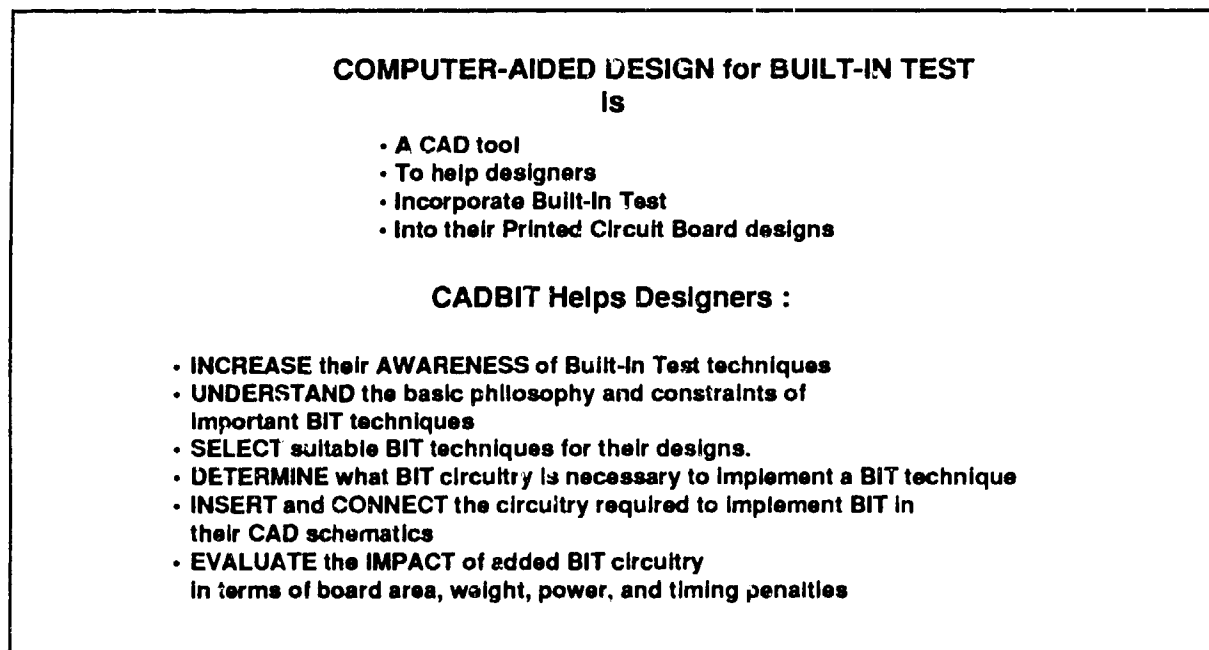 COMPUTER-AIDED DESIGN for BUILT-IN TEST
is
• A CAD tool
• To help designers
• Incorporate Built-In Test
• Into their Printed Circuit Board designs
CADBIT Helps Designers :
• INCREASE their AWARENESS of Built-In Test techniques
• UNDERSTAND the basic philosophy and constraints of
important BIT techniques
• SELECT suitable BIT techniques for their designs.
• DETERMINE what BIT circuitry is necessary to implement a BIT technique
• INSERT and CONNECT the circuitry required to implement BIT in
their CAD schematics
• EVALUATE the IMPACT of added BIT circuitry
in terms of board area, weight, power, and timing penalties